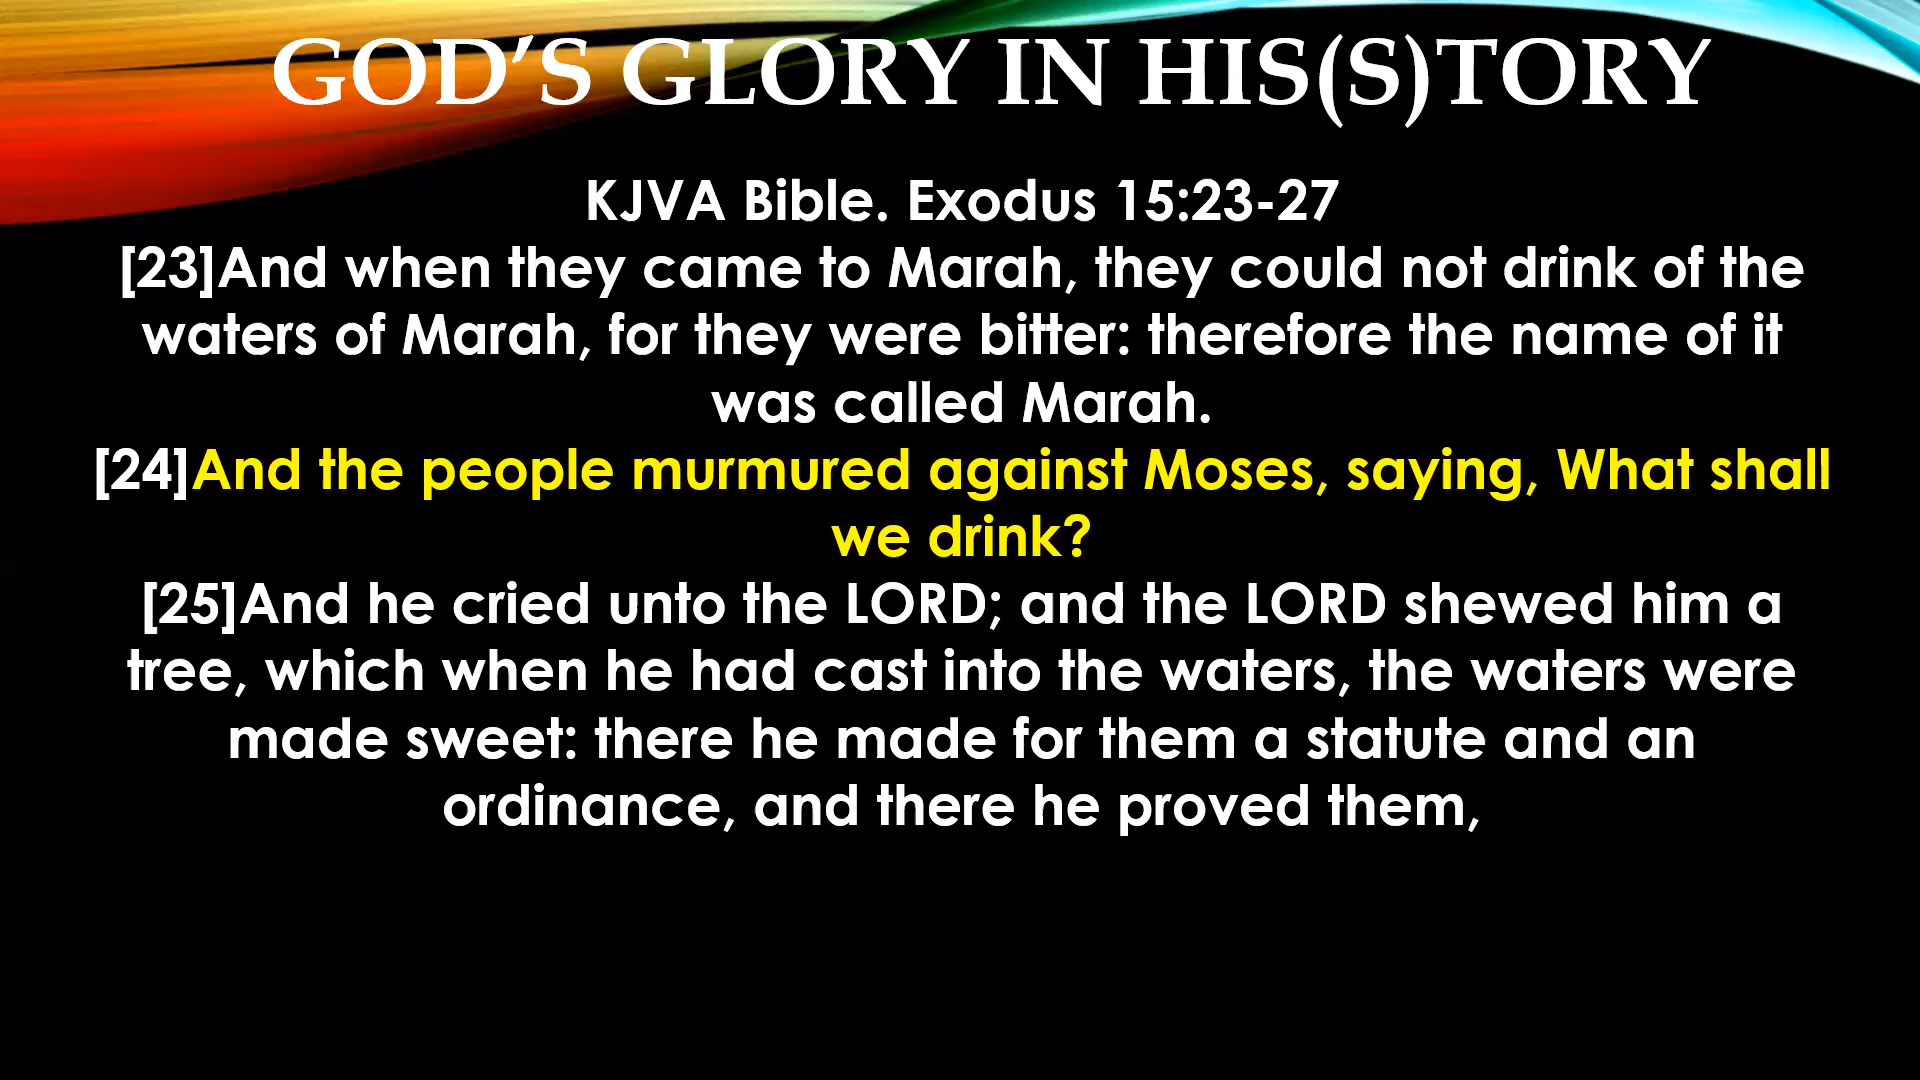 GOD’S GLORY IN HIS(S)TORY
KJVA Bible. Exodus 15:23-27
[23]And when they came to Marah, they could not drink of the
waters of Marah, for they were bitter: therefore the name of it
was called Marah.
[24]And the people murmured against Moses, saying, What shall
we drink?
[25]And he cried unto the LORD; and the LORD shewed him a
tree, which when he had cast into the waters, the waters were
made sweet: there he made for them a statute and an
ordinance, and there he proved them,